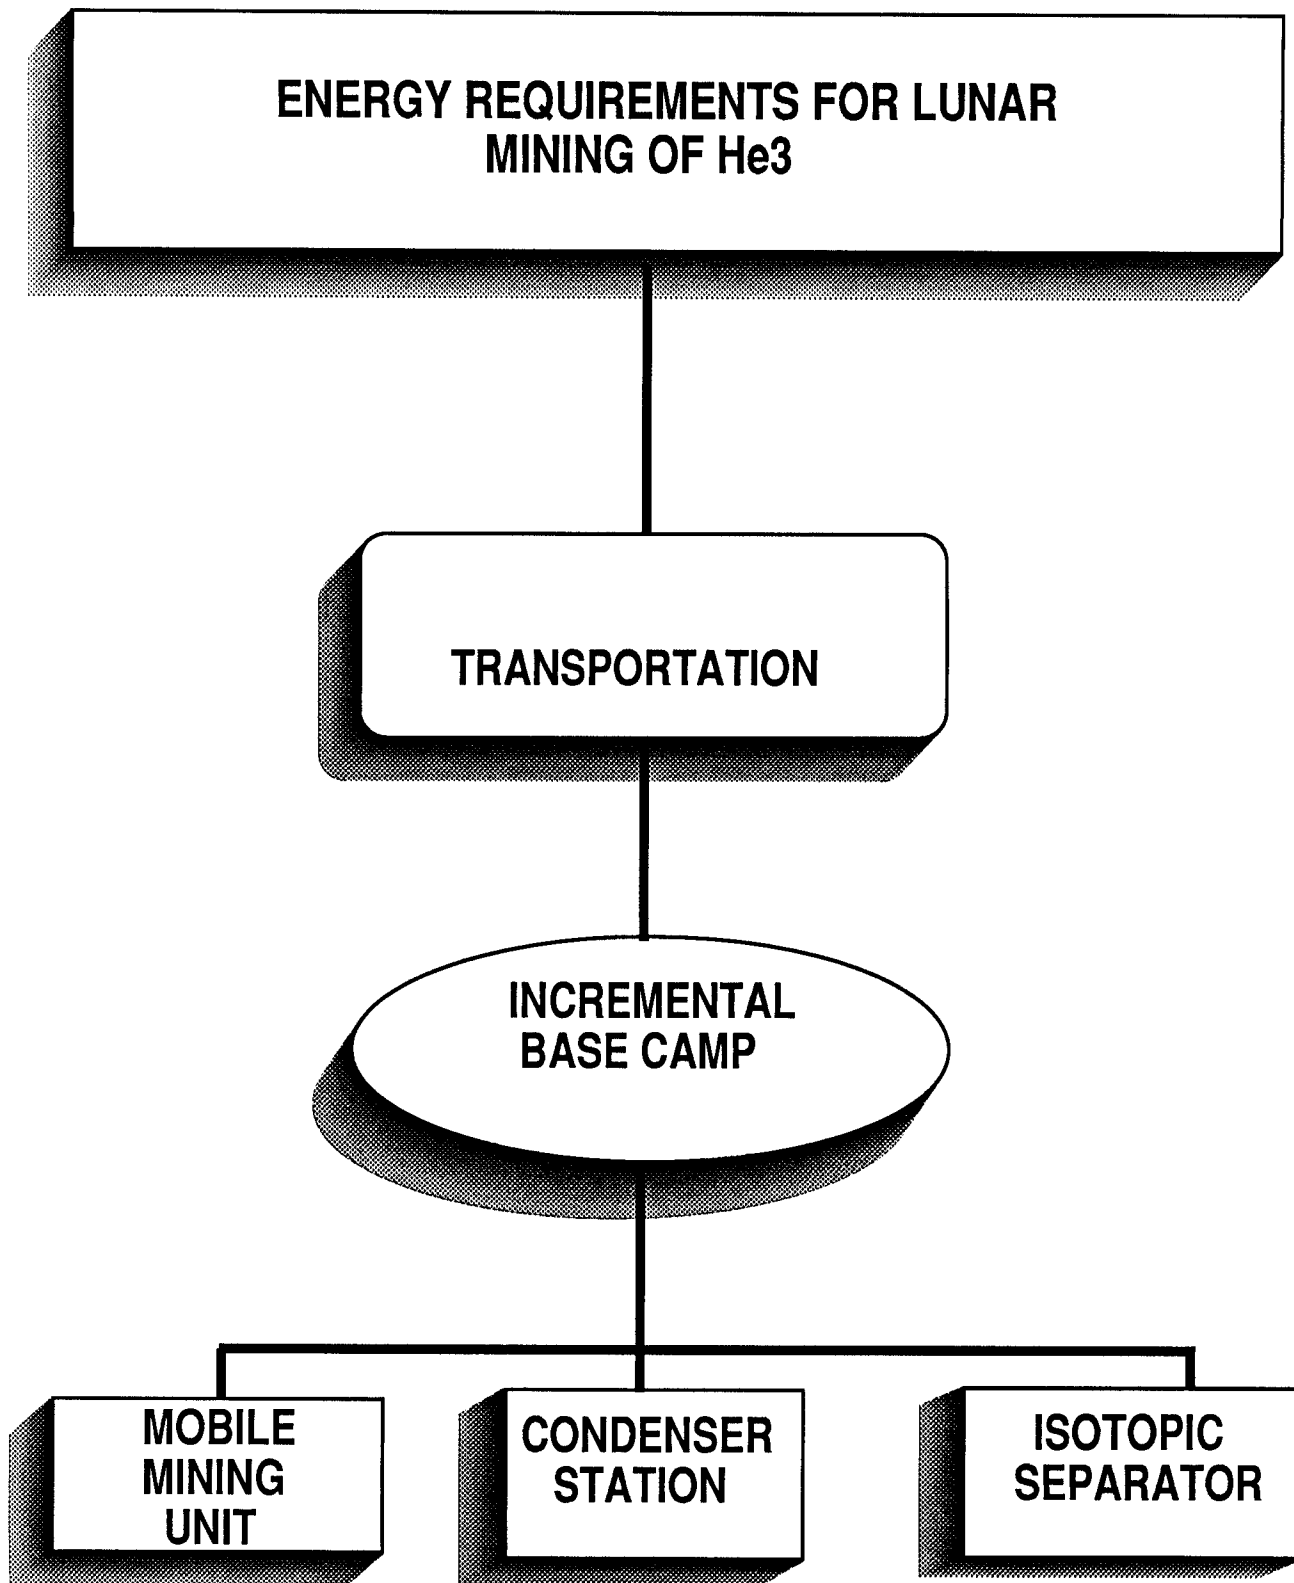 ENERGY REQUIREMENTS FOR LUNAR
MINING OF He3
TRANSPORTATION
INCREMENTAL
BASE CAMP
MOBILE
MINING
UNIT
CONDENSER
STATION
ISOTOPIC
SEPARATOR